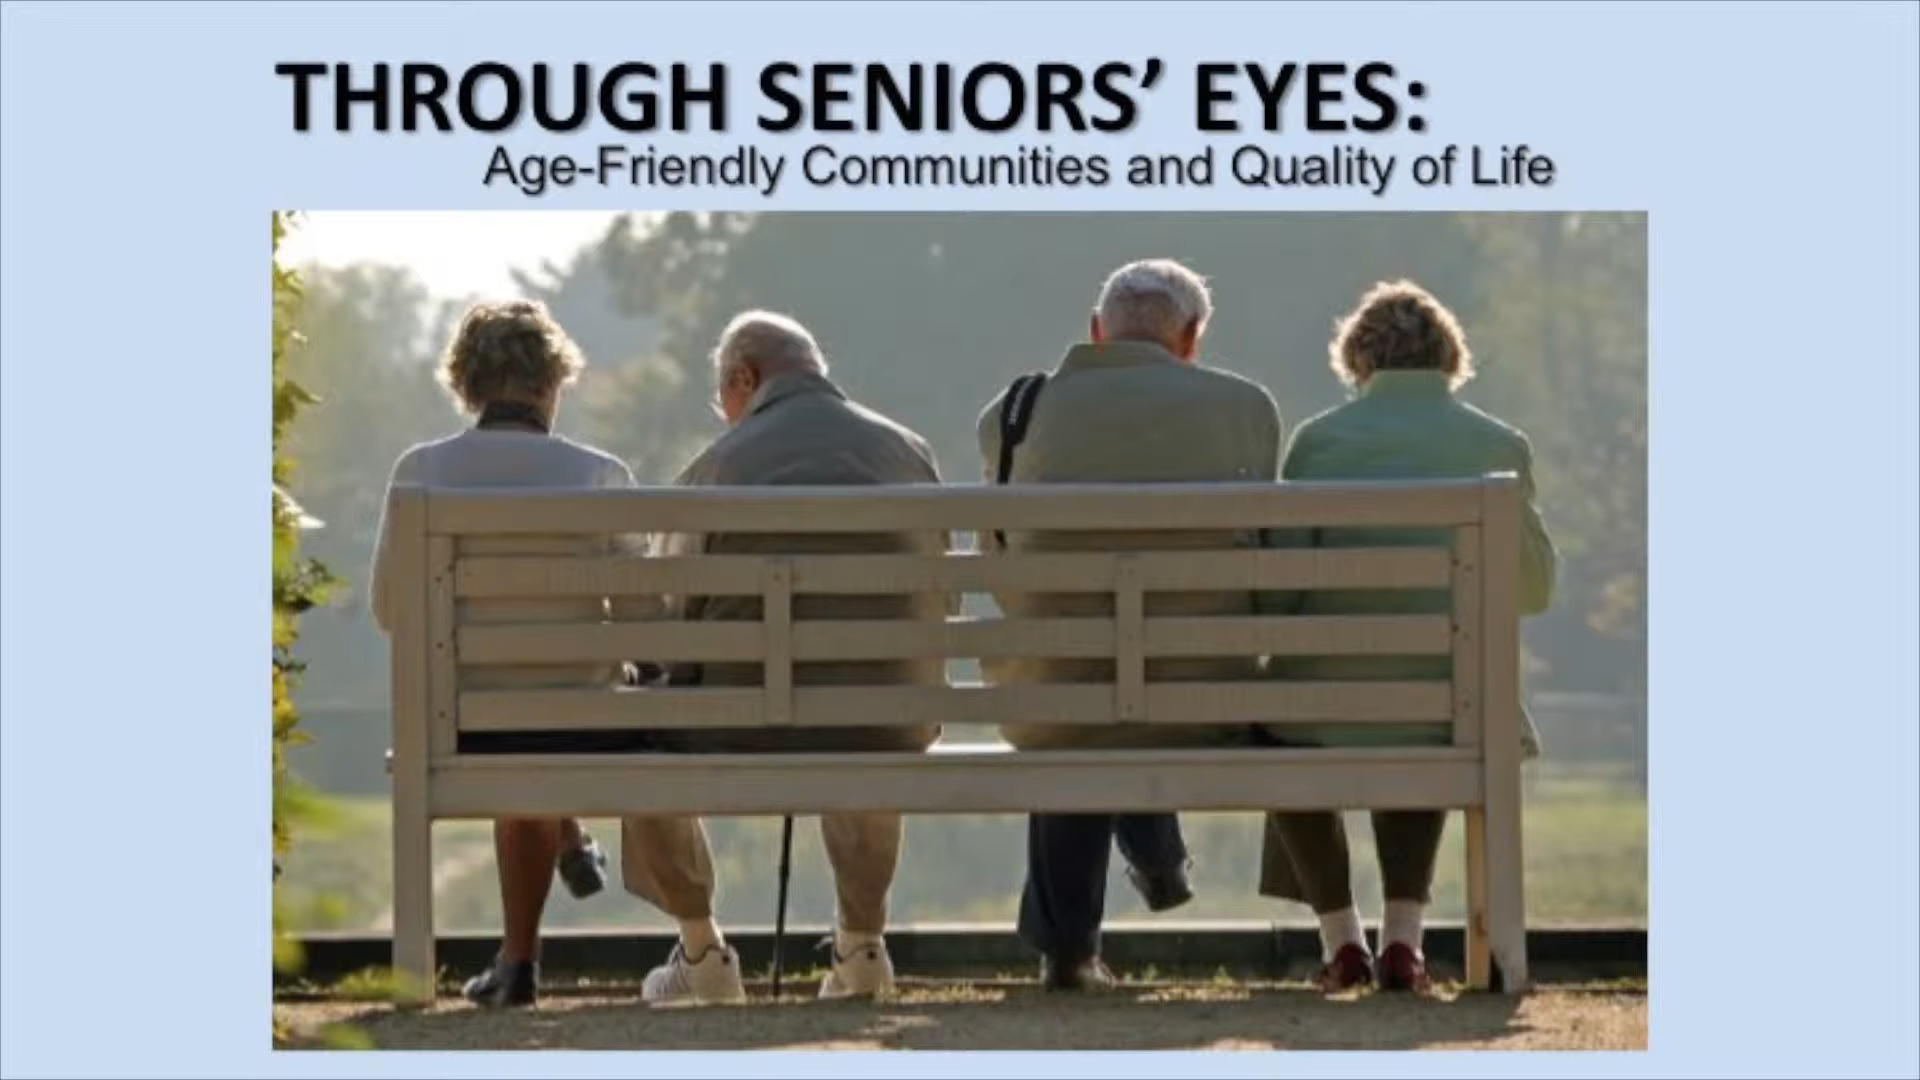 THROUGH SENIORS’ EYES:
Age-Friendly Communities and Quality of Life